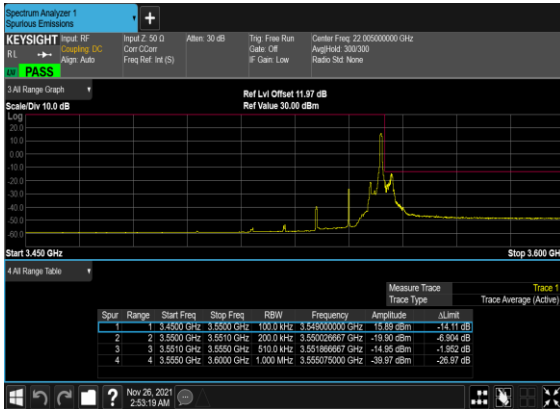 Spectrum Analyzer 1
Spurious Emissions
+
KEYSIGHT Input: RF Input Z: 50 Ω Atten: 30 dB Trig: Free Run Center Freq: 22.005000000 GHz
RL Coupling: DC Corr CCorr Gate: Off Avg|Hold: 300/300
Align: Auto Freq Ref: Int (S) IF Gain: Low Radio Std: None
PASS
3 All Range Graph
Ref Lvl Offset 11.97 dB
Scale/Div 10.0 dB Ref Value 30.00 dBm
Log
20.0
10.0
0.00
-10.0
-20.0
-30.0
-40.0
-50.0
-60.0
Start 3.450 GHz Stop 3.600 GH
4 All Range Table
Measure Trace Trace 1
Trace Type Trace Average (Active)
Spur Range Start Freq Stop Freq RBW Frequency Amplitude ΔLimit
1 1 3.4500 GHz 3.5500 GHz 100.0 kHz 3.549000000 GHz 15.89 dBm -14.11 dB
2 2 3.5500 GHz 3.5510 GHz 200.0 kHz 3.550026667 GHz -19.90 dBm -6.904 dB
3 3 3.5510 GHz 3.5550 GHz 510.0 kHz 3.551866667 GHz -14.95 dBm -1.952 dB
4 4 3.5550 GHz 3.6000 GHz 1.000 MHz 3.555075000 GHz -39.97 dBm -26.97 dB
? Nov 26, 2021
2:53:19 AM